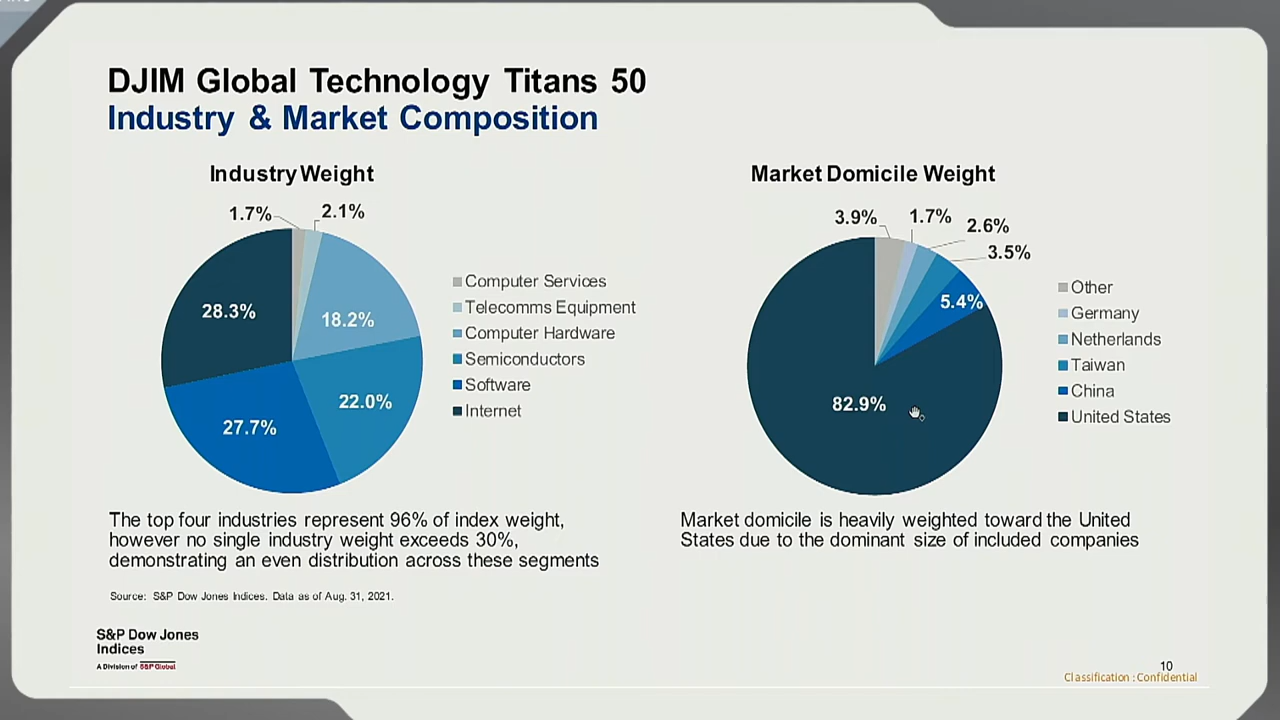 DJIM Global Technology Titans 50
Industry & Market Composition
Industry Weight
1.7%
2.1%
28.3%
18.2%
22.0%
27.7%
Computer Services
Telecomms Equipment
Computer Hardware
Semiconductors
Software
Internet
The top four industries represent 96% of index weight,
however no single industry weight exceeds 30%,
demonstrating an even distribution across these segments
Market Domicile Weight
3.9%
1.7%
2.6%
3.5%
5.4%
82.9%
Other
Germany
Netherlands
Taiwan
China
United States
Market domicile is heavily weighted toward the United
States due to the dominant size of included companies
Source: S&P Dow Jones Indices. Data as of Aug. 31, 2021.
S&P Dow Jones
Indices
A Division of S&P Global
10
Classification : Confidential